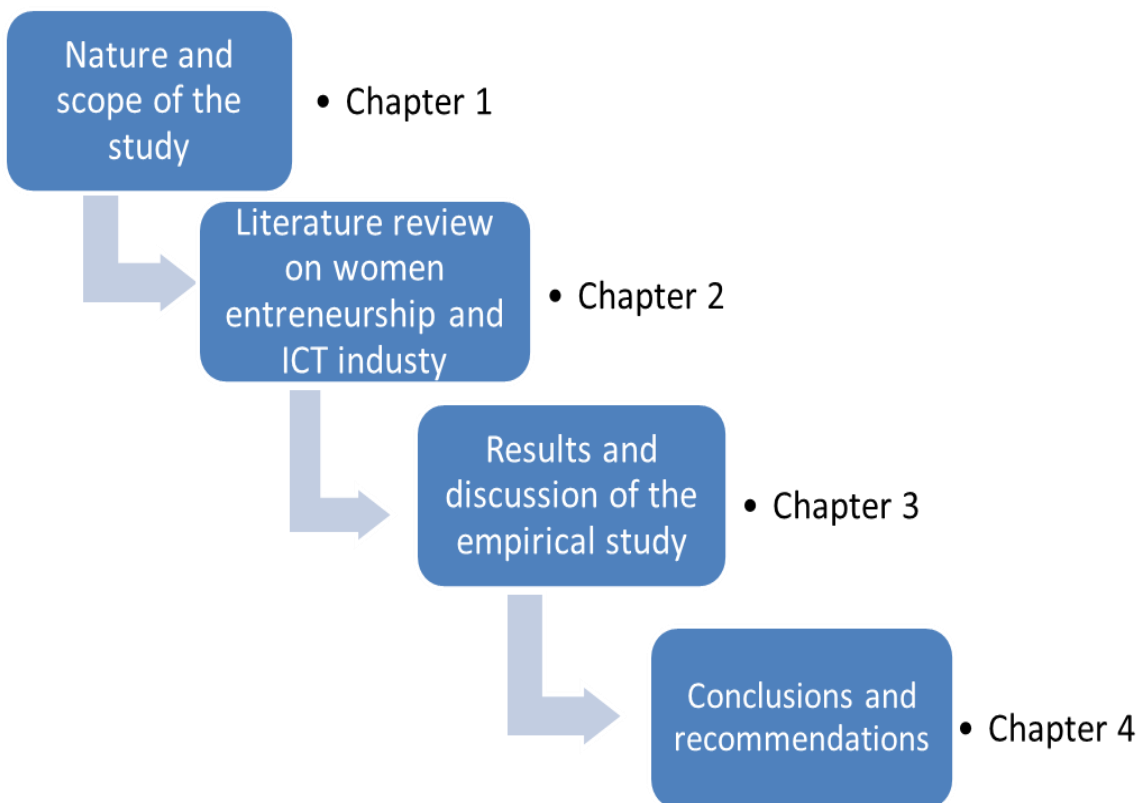 Nature and
scope of the
study
• Chapter 1
Literature review
on women
entreneurship and
ICT industy
• Chapter 2
Results and
discussion of the
empirical study
• Chapter 3
Conclusions and
recommendations
• Chapter 4